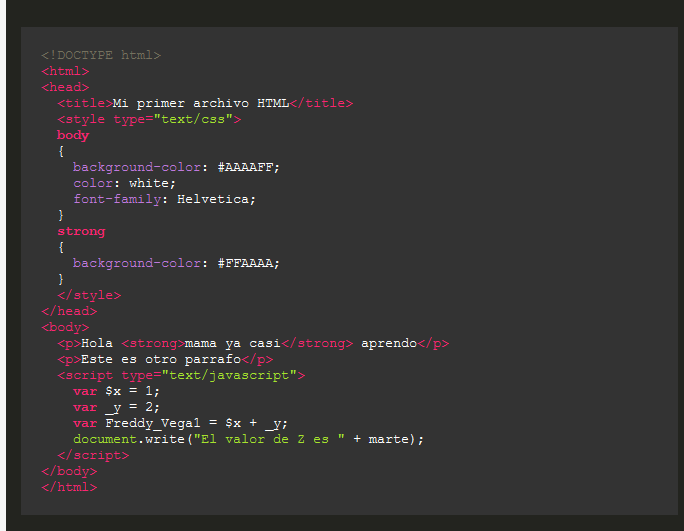 <!DOCTYPE html>
<html>
<head>
<title>Mi primer archivo HTML</title>
<style type="text/css">
body
{
background-color: #AAAAFF;
color: white;
font-family: Helvetica;
}
strong
{
background-color: #FFAAAA;
}
</style>
</head>
<body>
<p>Hola <strong>mama ya casi</strong> aprendo</p>
<p>Este es otro parrafo</p>
<script type="text/javascript">
var $x = 1;
var _y = 2;
var Freddy_Vega1 = $x + _y;
document.write("El valor de Z es " + marte);
</script>
</body>
</html>